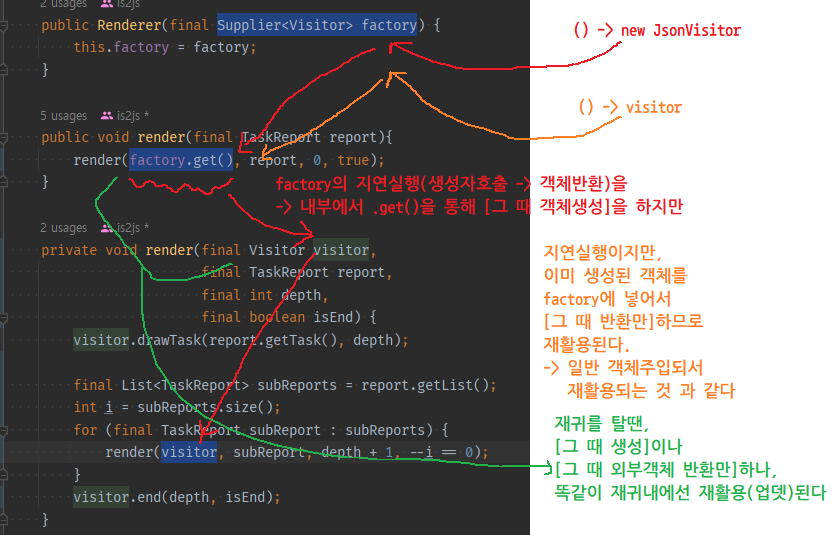 2 usages is2js
public Renderer(final Supplier<Visitor> factory) {
this.factory = factory;
}
() -> new JsonVisitor
() -> visitor
5 usages is2js *
public void render(final TaskReport report){
render(factory.get(), report, 0, true);
}
factory의 지연실행(생성자호출 -> 객체반환)을
-> 내부에서 .get()을 통해 [그 때 객체생성]을 하지만
2 usages is2js *
private void render(final Visitor visitor,
final TaskReport report,
final int depth,
final boolean isEnd) {
visitor.drawTask(report.getTask(), depth);
final List<TaskReport> subReports = report.getList();
int i = subReports.size();
for (final TaskReport subReport : subReports) {
render(visitor, subReport, depth + 1, --i == 0);
}
visitor.end(depth, isEnd);
}
지연실행이지만,
이미 생성된 객체를
factory에 넣어서
[그 때 반환만]하므로
재활용된다.
-> 일반 객체주입되서
재활용되는 것 과 같다
재귀를 탈땐,
[그 때 생성]이나
[그 때 외부객체 반환만]하나,
똑같이 재귀내에선 재활용(업뎃)된다